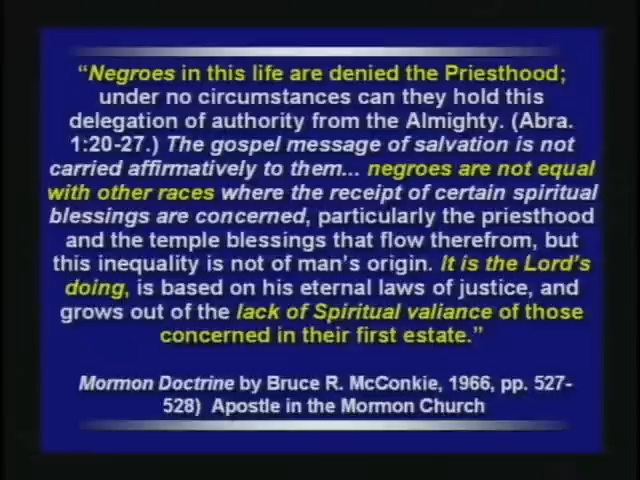 “Negroes in this life are denied the Priesthood;
under no circumstances can they hold this
delegation of authority from the Almighty. (Abra.
1:20-27.) The gospel message of salvation is not
carried affirmatively to them... negroes are not equal
with other races where the receipt of certain spiritual
blessings are concerned, particularly the priesthood
and the temple blessings that flow therefrom, but
this inequality is not of man’s origin. It is the Lord’s
doing, is based on his eternal laws of justice, and
grows out of the lack of Spiritual valiance of those
concerned in their first estate.”
Mormon Doctrine by Bruce R. McConkie, 1966, pp. 527-
528) Apostle in the Mormon Church